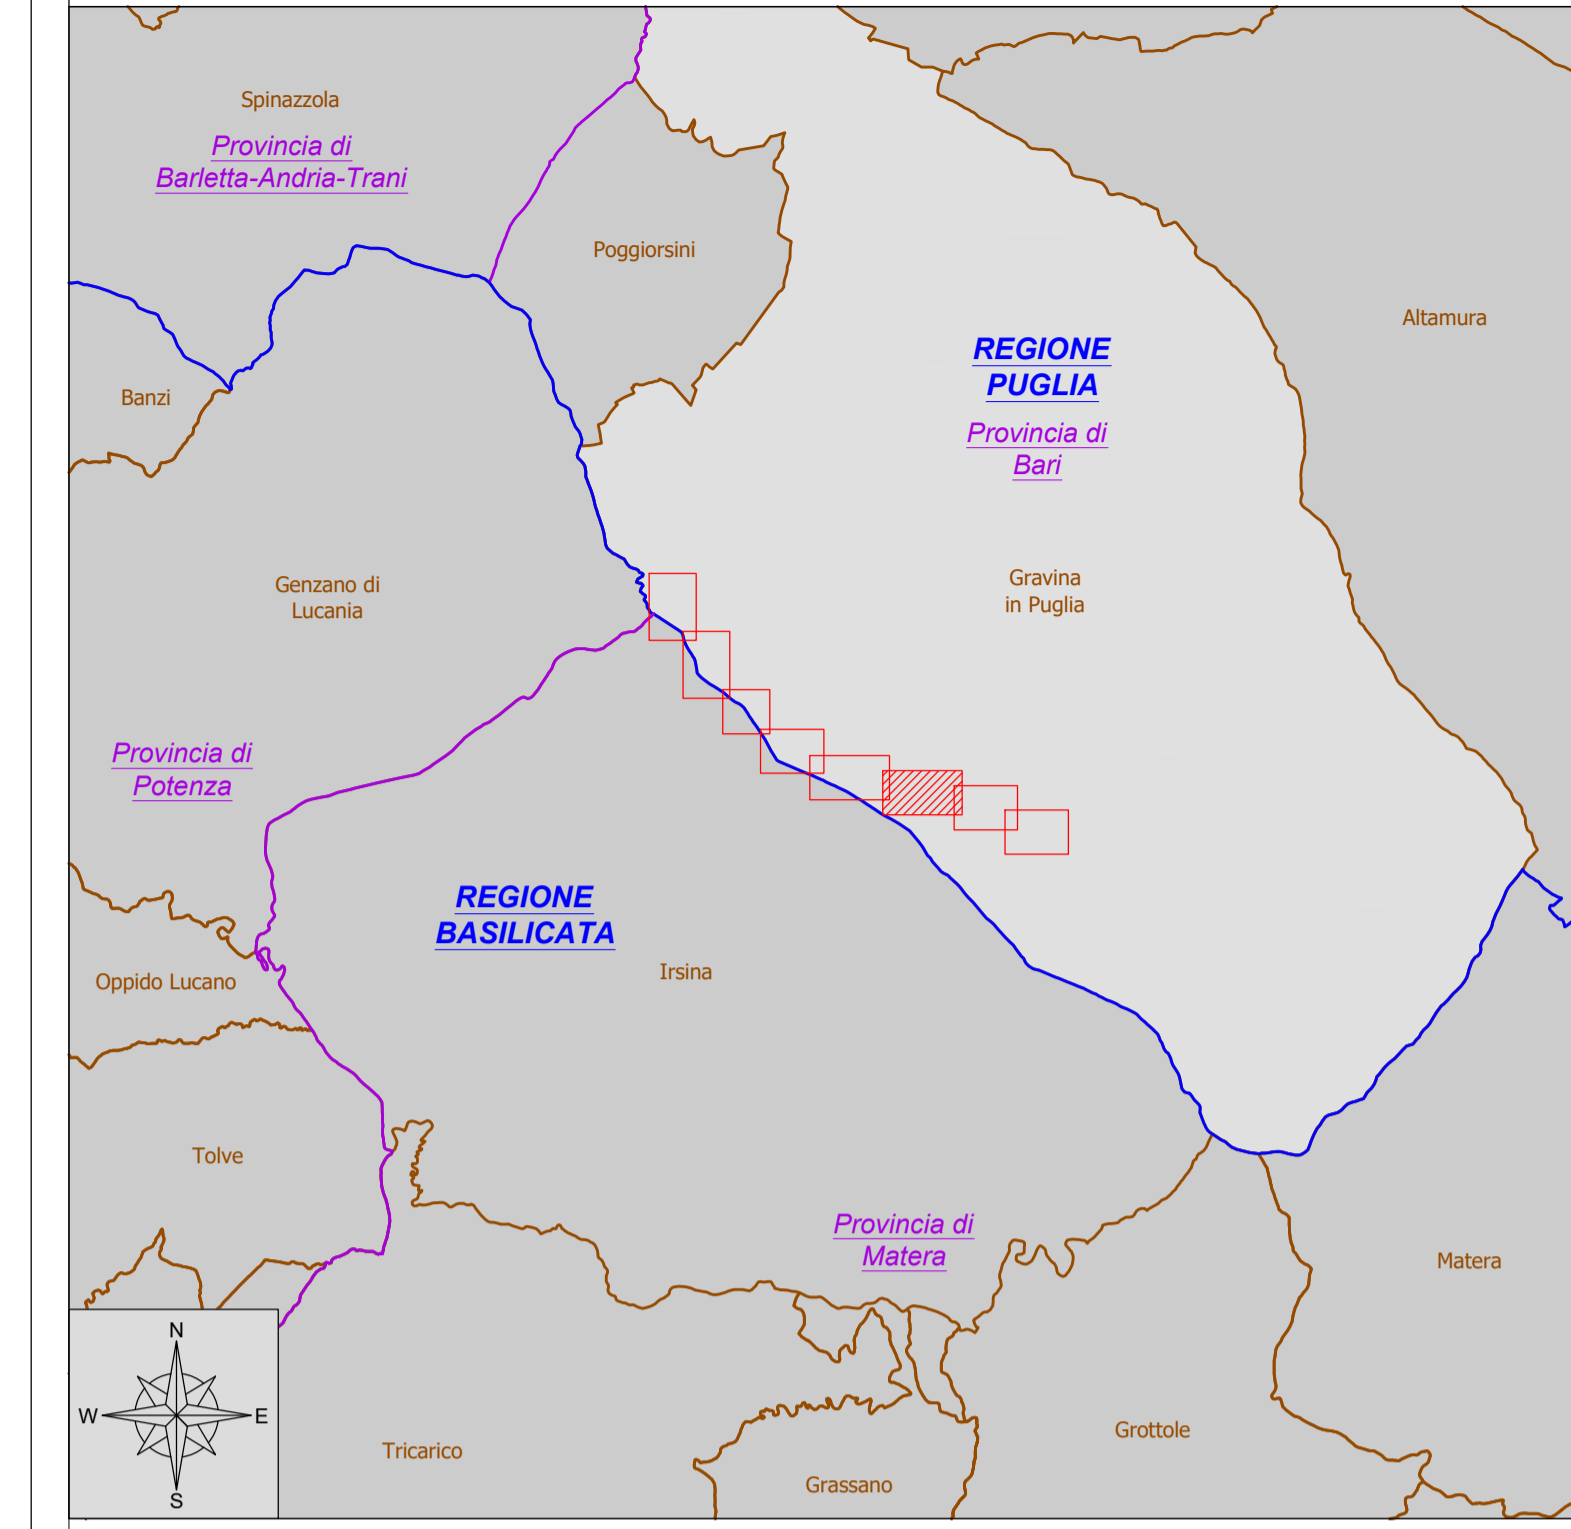 Spinazzola
Provincia di
Barletta-Andria-Trani
Poggiorsini
Altamura
REGIONE
PUGLIA
Banzi
Provincia di
Bari
Genzano di
Lucania
Gravina
in Puglia
Provincia di
Potenza
REGIONE
BASILICATA
Irsina
Oppido Lucano
Tolve
Provincia di
Matera
Matera
N
W
E
S
Tricarico
Grassano
Grottole